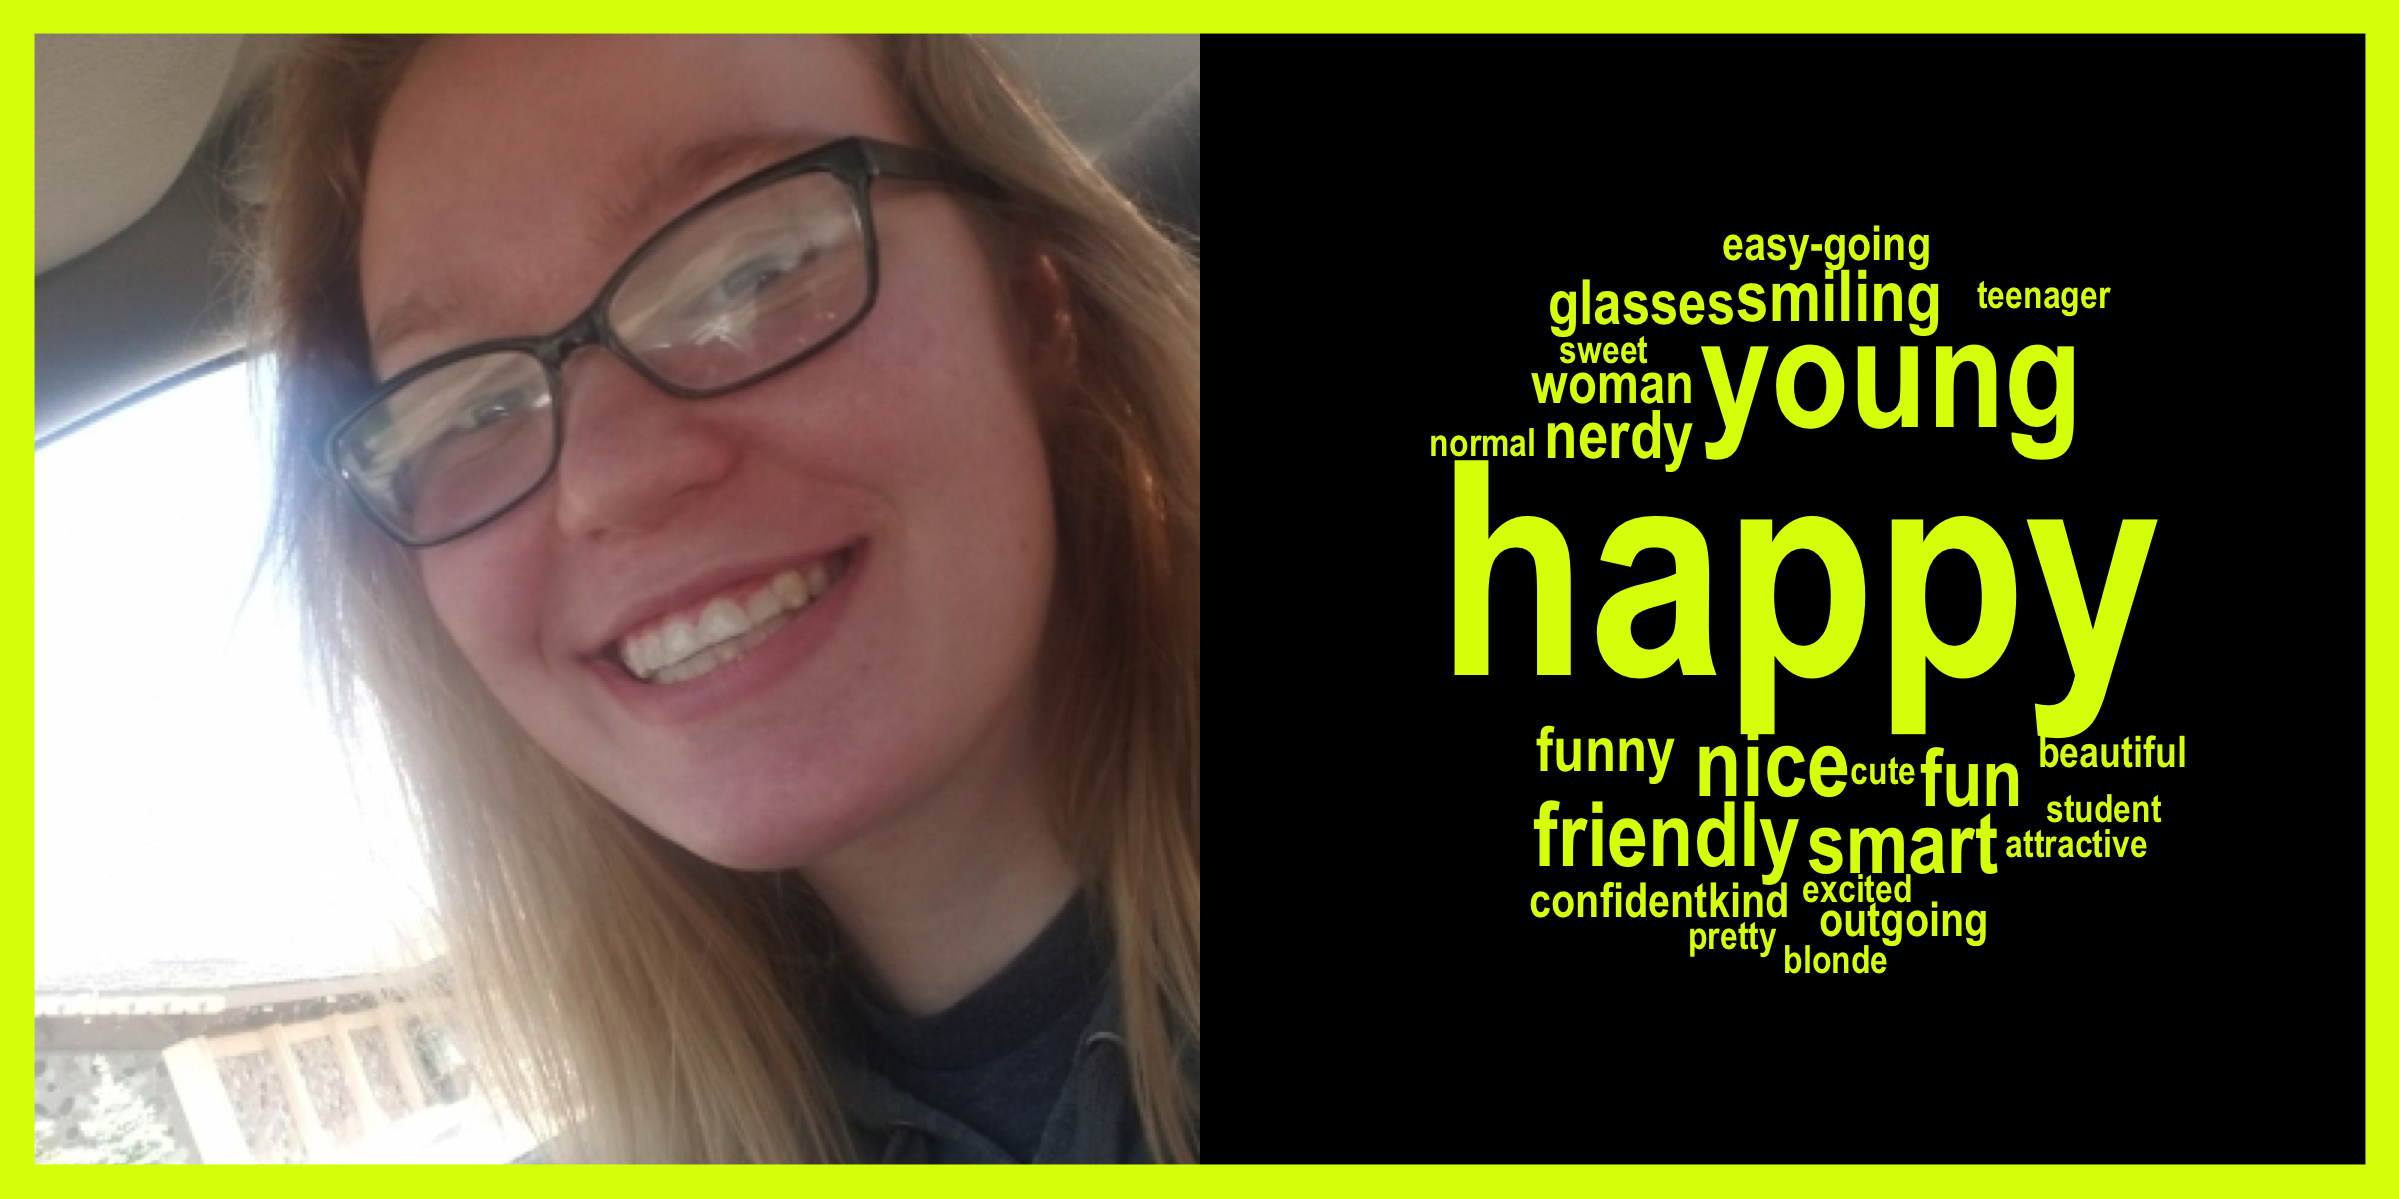 easy-going
glasses smiling teenager
sweet
woman young
normal nerdy
happy
funny nice cute fun beautiful
student
friendly smart attractive
confident kind excited
outgoing
pretty
blonde